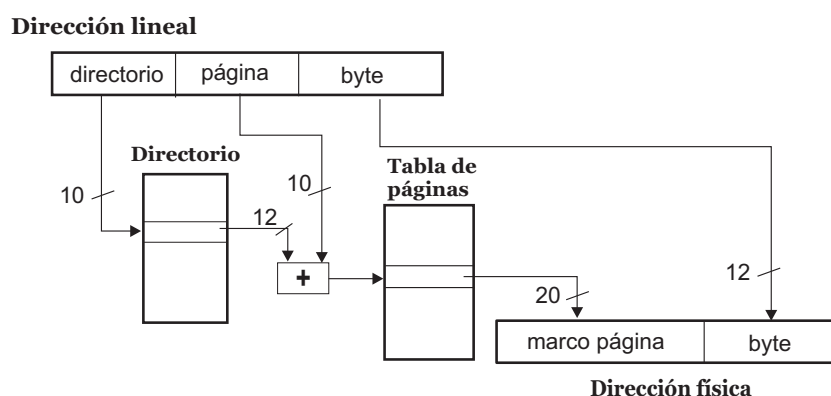 Dirección lineal
directorio página byte
Directorio
Tabla de
páginas
10
10
12
+
20
12
marco página byte
Dirección física